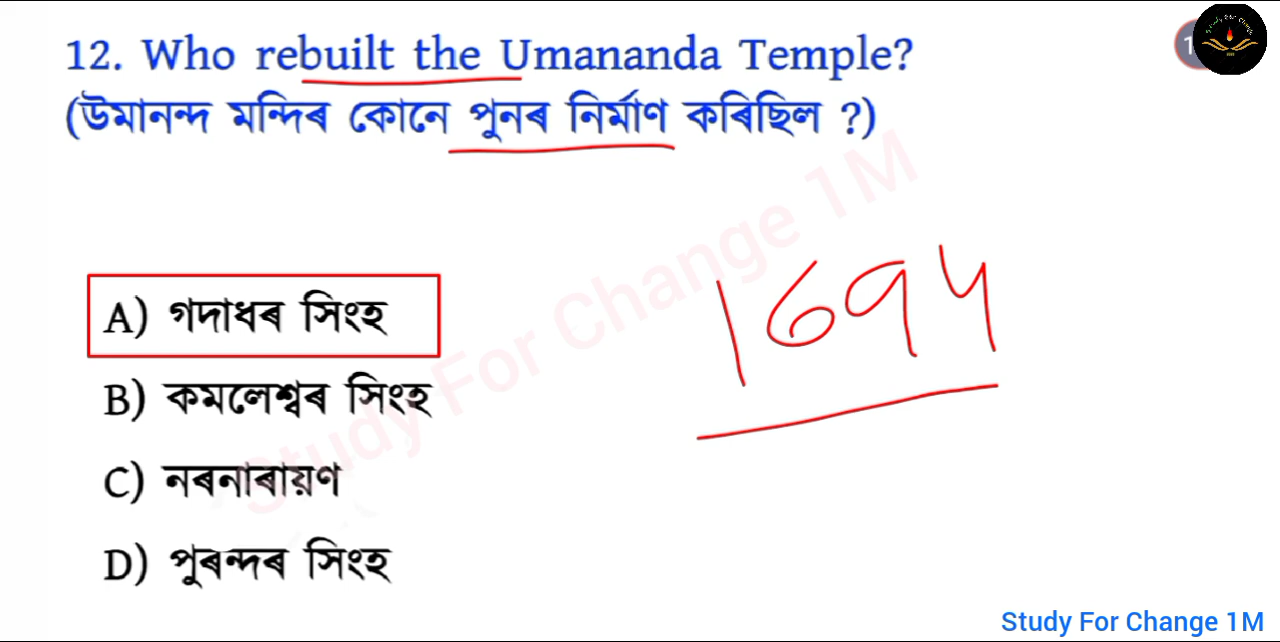 12. Who rebuilt the Umananda Temple?
(উমানন্দ মন্দিৰ কোনে পুনৰ নিৰ্মাণ কৰিছিল ?)
A) গদাধৰ সিংহ
1694
B) কমলেশ্বৰ সিংহ
C) নৰনাৰায়ণ
D) পুৰন্দৰ সিংহ
Study For Change 1M
Study For Change 1M